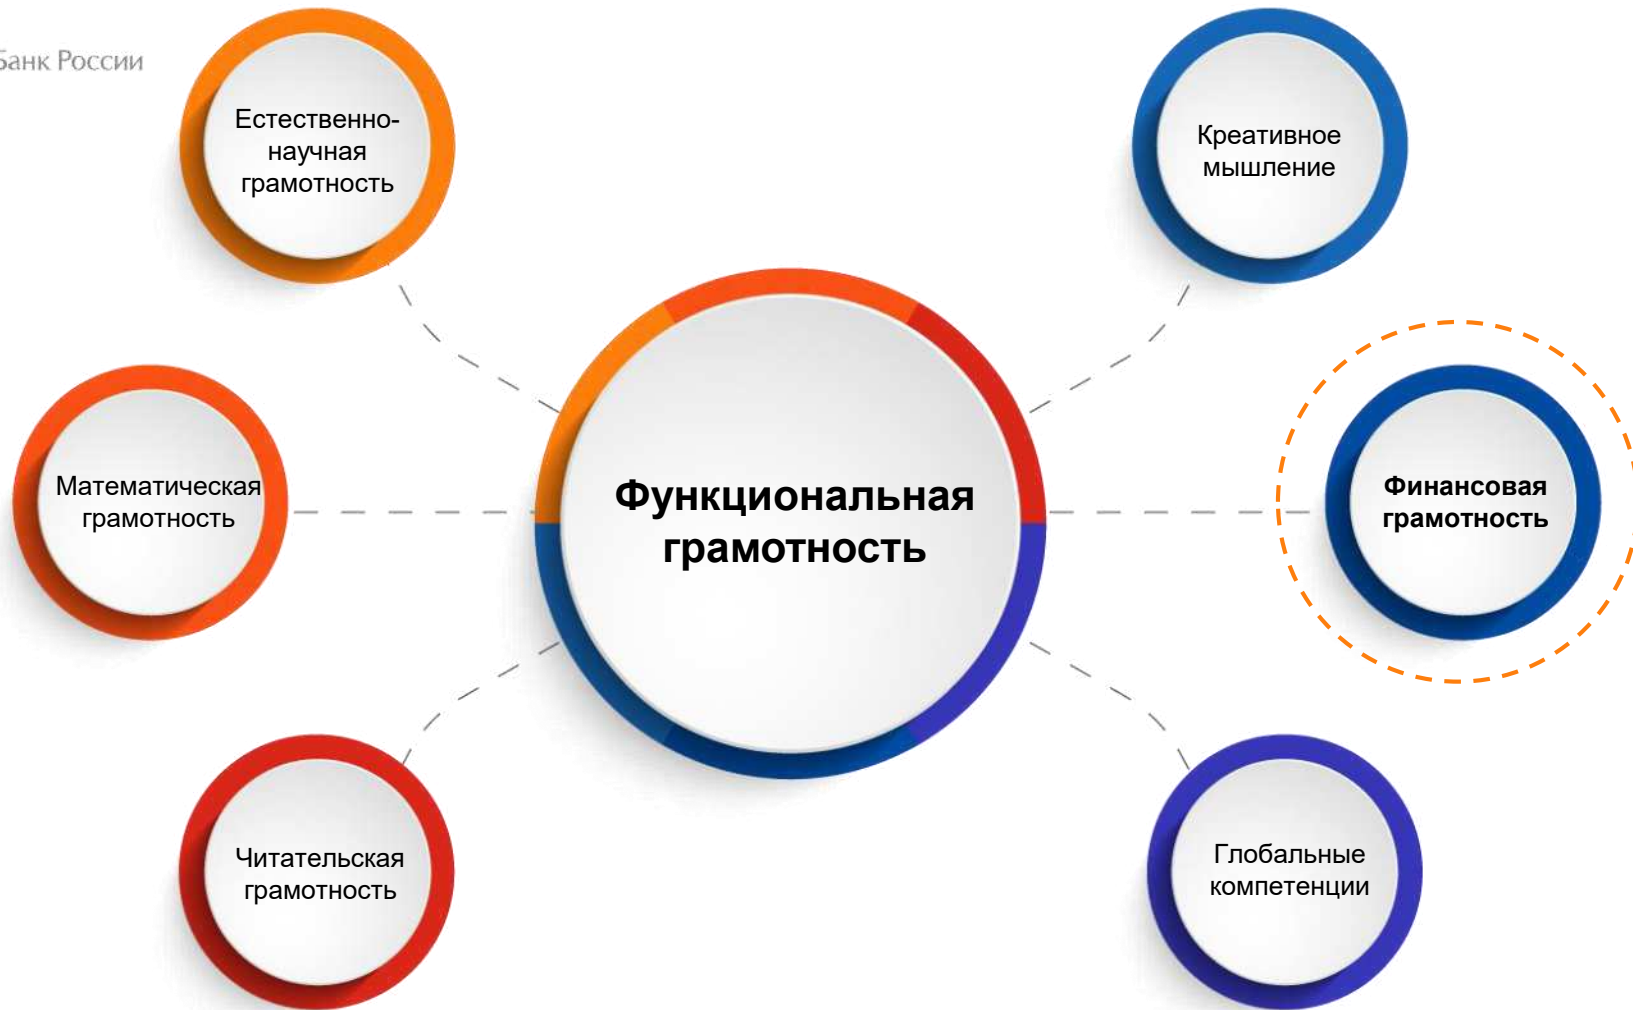 Банк России
Естественно-
научная
грамотность
Креативное
мышление
Математическая
грамотность
Функциональная
грамотность
Финансовая
грамотность
Читательская
грамотность
Глобальные
компетенции